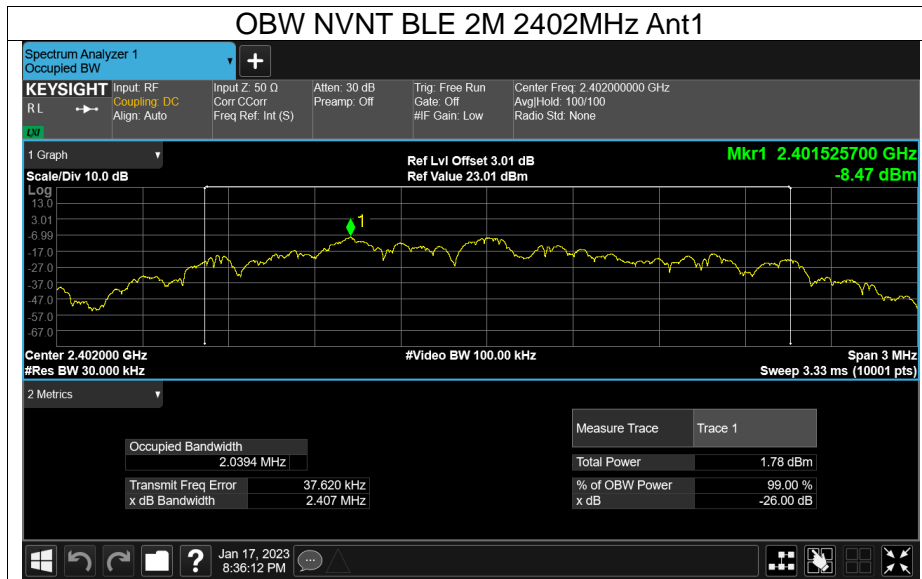 OBW NVNT BLE 2M 2402MHz Ant1
Spectrum Analyzer 1
Occupied BW
+
KEYSIGHT
R L
LXI
Input: RF
Coupling: DC
Align: Auto
Input Z: 50 Ω
Corr CCorr
Freq Ref: Int (S)
Atten: 30 dB
Preamp: Off
Trig: Free Run
Gate: Off
#IF Gain: Low
Center Freq: 2.402000000 GHz
Avg|Hold: 100/100
Radio Std: None
1 Graph
Scale/Div 10.0 dB
Ref Lvl Offset 3.01 dB
Ref Value 23.01 dBm
Mkr1 2.401525700 GHz
-8.47 dBm
Log
13.0
3.01
-6.99
-17.0
-27.0
-37.0
-47.0
-57.0
-67.0
1
Center 2.402000 GHz
#Res BW 30.000 kHz
#Video BW 100.00 kHz
Span 3 MHz
Sweep 3.33 ms (10001 pts)
2 Metrics
Occupied Bandwidth
2.0394 MHz
Transmit Freq Error 37.620 kHz
x dB Bandwidth 2.407 MHz
Measure Trace Trace 1
Total Power 1.78 dBm
% of OBW Power 99.00 %
x dB -26.00 dB
?
Jan 17, 2023
8:36:12 PM